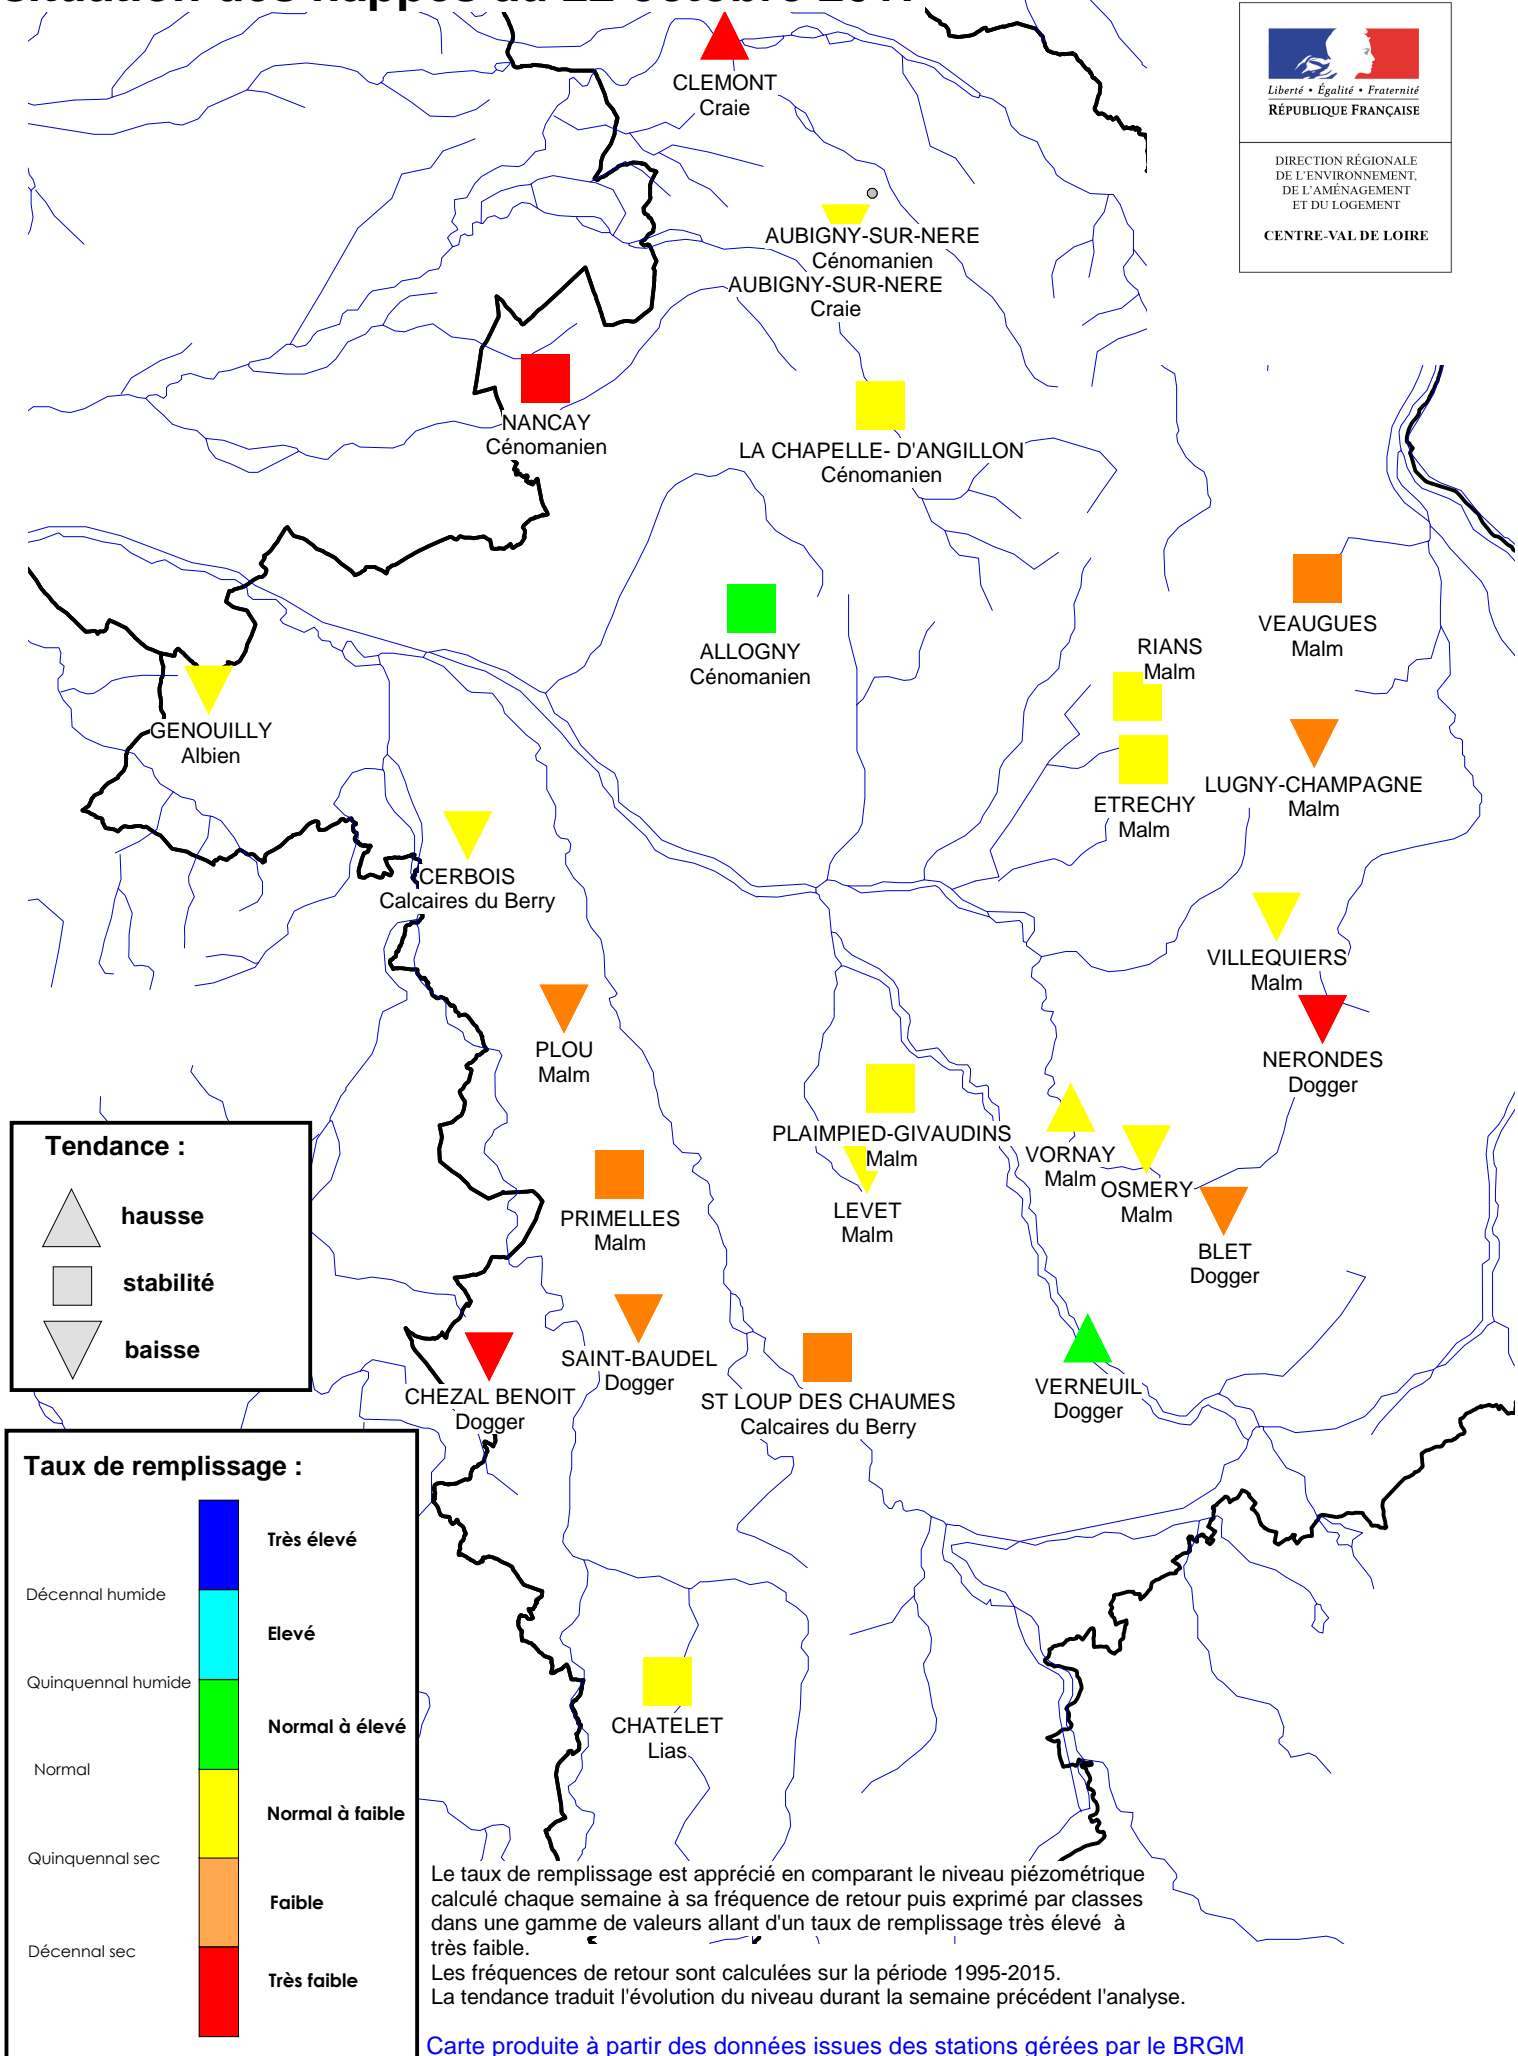 situation des nappes au 22 octobre 2017
Liberté • Égalité • Fraternité
RÉPUBLIQUE FRANÇAISE
DIRECTION RÉGIONALE
DE L'ENVIRONNEMENT,
DE L'AMÉNAGEMENT
ET DU LOGEMENT
CENTRE-VAL DE LOIRE
CLEMONT
Craie
AUBIGNY-SUR-NERE
Cénomanien
AUBIGNY-SUR-NERE
Craie
NANCAY
Cénomanien
LA CHAPELLE- D'ANGILLON
Cénomanien
VEAUGUES
Malm
ALLOGNY
Cénomanien
RIANS
Malm
GENOUILLY
Albien
LUGNY-CHAMPAGNE
Malm
ETRECHY
Malm
CERBOIS
Calcaires du Berry
VILLEQUIERS
Malm
PLOU
Malm
NERONDES
Dogger
PLAIMPIED-GIVAUDINS
Malm
VORNAY
Malm
OSMERY
Malm
PRIMELLES
Malm
LEVET
Malm
BLET
Dogger
SAINT-BAUDEL
Dogger
CHEZAL BENOIT
Dogger
ST LOUP DES CHAUMES
Calcaires du Berry
VERNEUIL
Dogger
CHATELET
Lias
Tendance :
hausse
stabilité
baisse
Taux de remplissage :
Très élevé
Décennal humide
Elevé
Quinquennal humide
Normal à élevé
Normal
Normal à faible
Quinquennal sec
Faible
Décennal sec
Très faible
Le taux de remplissage est apprécié en comparant le niveau piézométrique
calculé chaque semaine à sa fréquence de retour puis exprimé par classes
dans une gamme de valeurs allant d'un taux de remplissage très élevé à
très faible.
Les fréquences de retour sont calculées sur la période 1995-2015.
La tendance traduit l'évolution du niveau durant la semaine précédent l'analyse.
Carte produite à partir des données issues des stations gérées par le BRGM